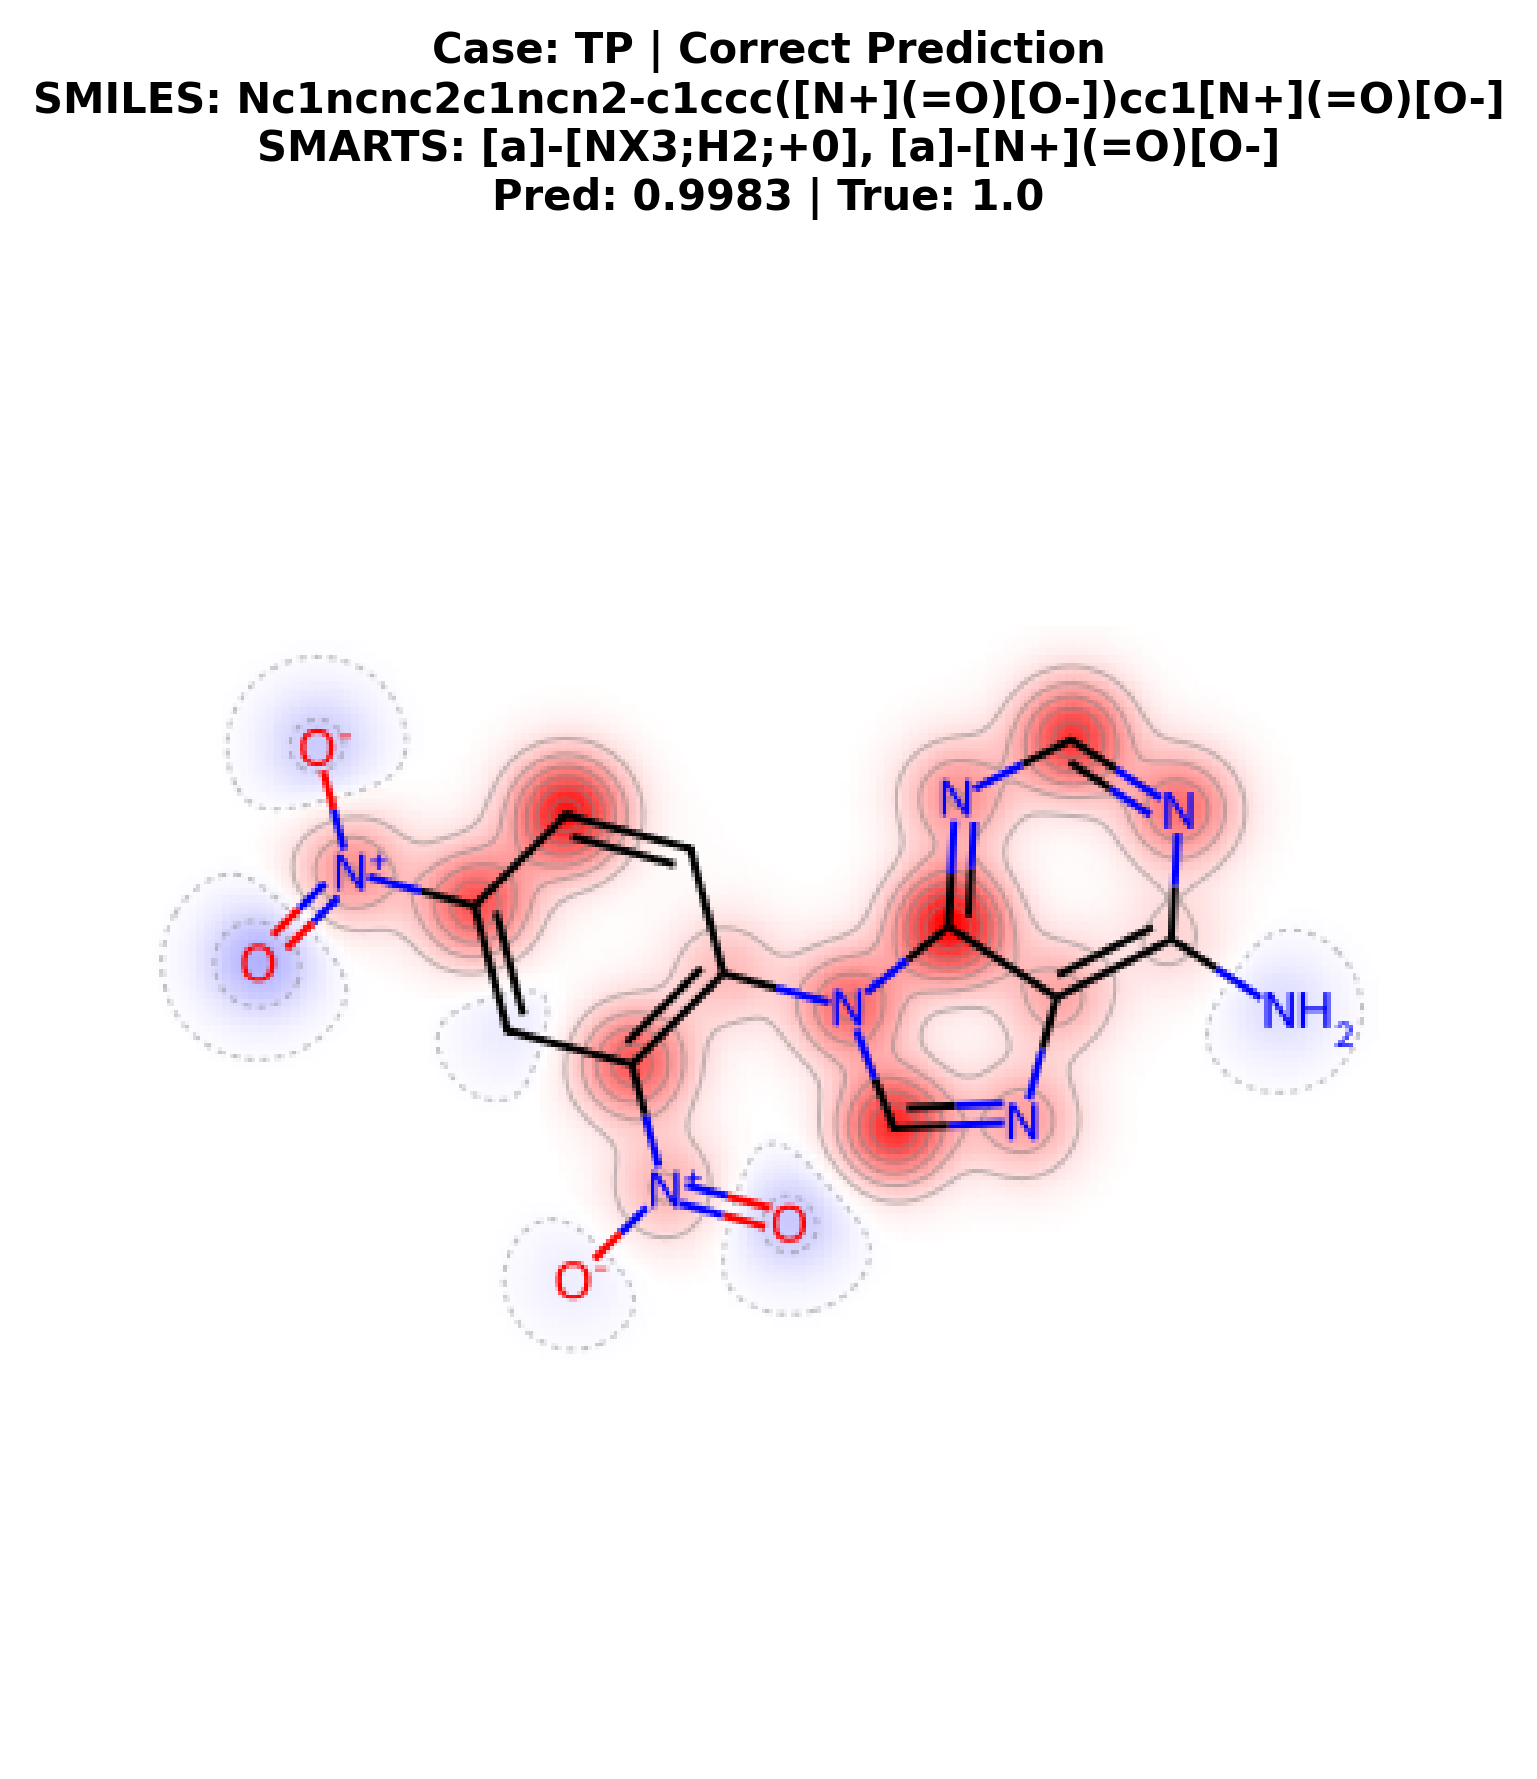 Case: TP | Correct Prediction
SMILES: Nc1ncnc2c1ncn2-c1ccc([N+](=O)[O-])cc1[N+](=O)[O-]
SMARTS: [a]-[NX3;H2;+0], [a]-[N+](=O)[O-]
Pred: 0.9983 | True: 1.0
O-
N N
N+
O
N NH2
N
N+
O
O-